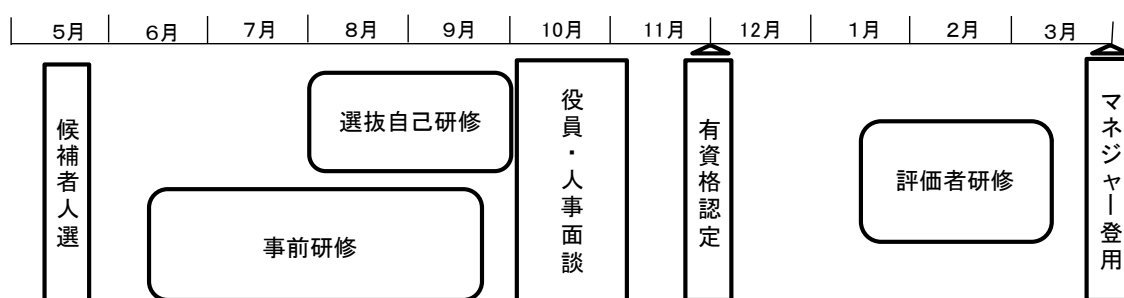 5月 6月 7月 8月 9月 10月 11月 12月 1月 2月 3月
候補者人選
選抜自己研修
事前研修
役員・人事面談
有資格認定
評価者研修
マネジャー登用